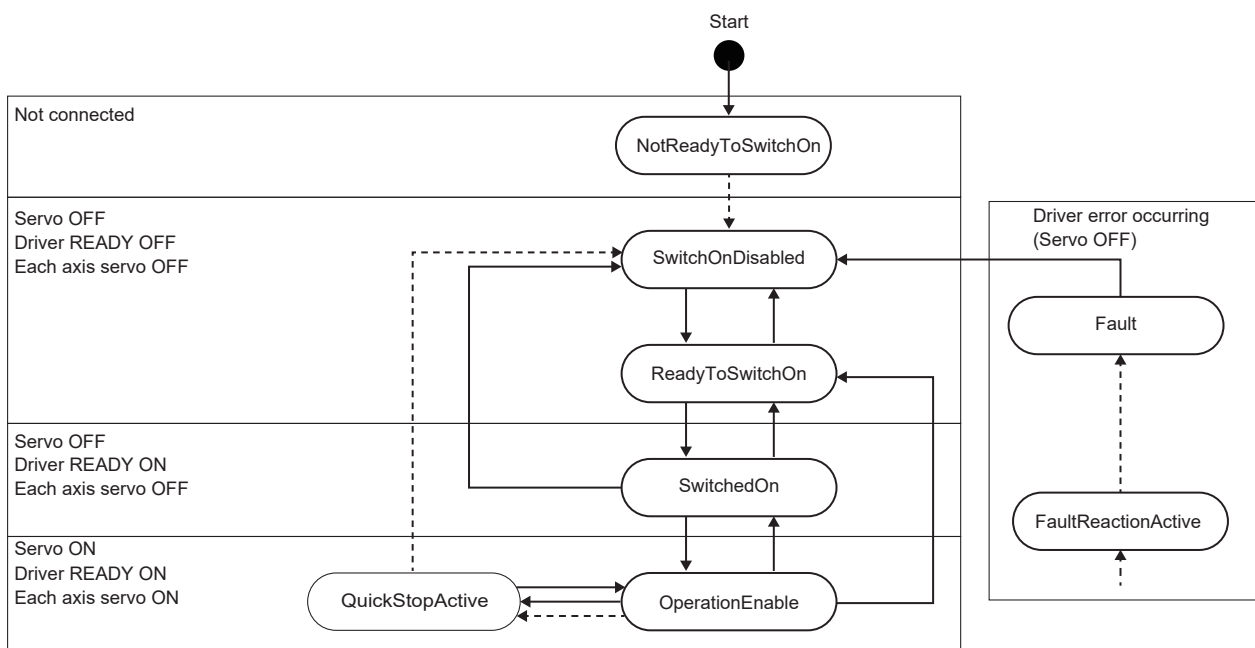 Start
Not connected
NotReadyToSwitchOn
Servo OFF
Driver READY OFF
Each axis servo OFF
SwitchOnDisabled
Driver error occurring
(Servo OFF)
Fault
ReadyToSwitchOn
Servo OFF
Driver READY ON
Each axis servo OFF
SwitchedOn
FaultReactionActive
Servo ON
Driver READY ON
Each axis servo ON
QuickStopActive
OperationEnable